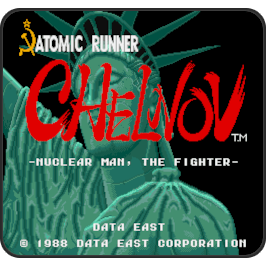 ATOMIC RUNNER
CHELNOV TM
-NUCLEAR MAN, THE FIGHTER-
DATA EAST
© 1988 DATA EAST CORPORATION